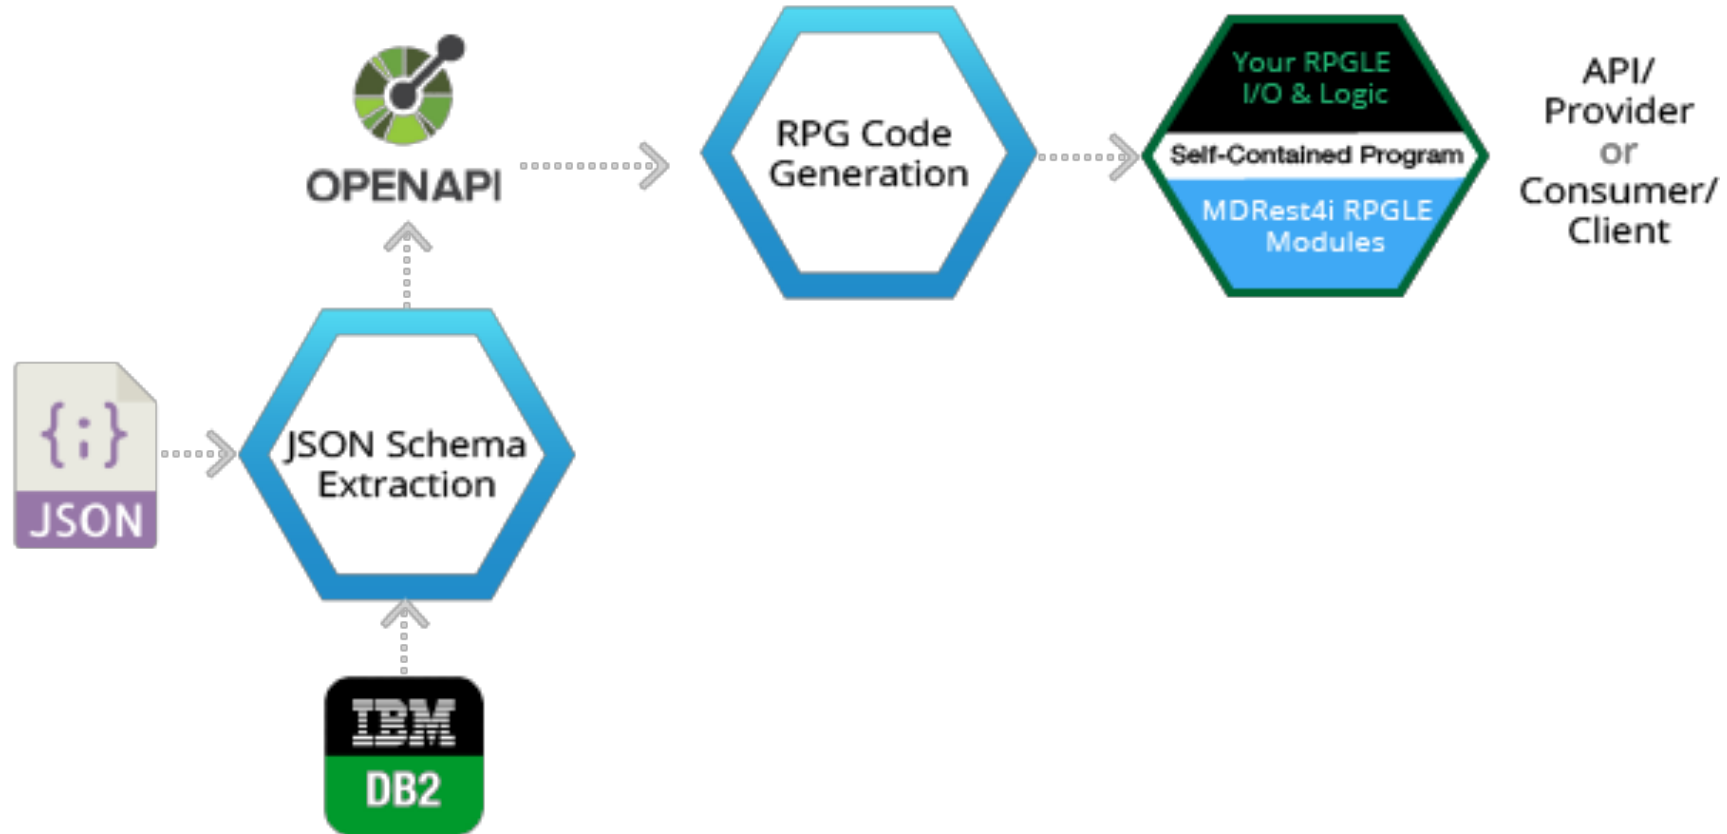 OPENAPI
RPG Code
Generation
Your RPGLE
I/O & Logic
Self-Contained Program
MDRest4i RPGLE
Modules
API/
Provider
or
Consumer/
Client
{;}
JSON
JSON Schema
Extraction
IBM
DB2